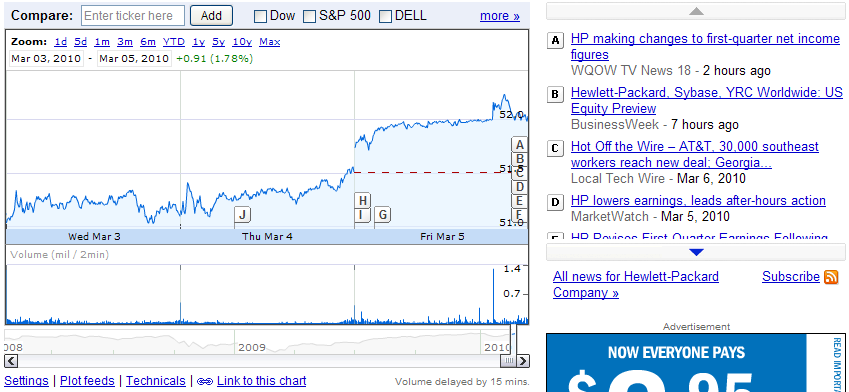 Compare: Enter ticker here Add Dow S&P 500 DELL more »
Zoom: 1d 5d 1m 3m 6m YTD 1y 5y 10y Max
Mar 03, 2010 - Mar 05, 2010 +0.91 (1.78%)
52.0
A
B
51.5
D
E
F
H
I
G
J
51.0
Wed Mar 3 Thu Mar 4 Fri Mar 5
Volume (mil / 2min)
1.4
0.7
008 2009 2010
Settings | Plot feeds | Technicals | Link to this chart
Volume delayed by 15 mins.
A HP making changes to first-quarter net income
figures
WQOW TV News 18 - 2 hours ago
B Hewlett-Packard, Sybase, YRC Worldwide: US
Equity Preview
BusinessWeek - 7 hours ago
C Hot Off the Wire – AT&T, 30,000 southeast
workers reach new deal; Georgia...
Local Tech Wire - Mar 6, 2010
D HP lowers earnings, leads after-hours action
MarketWatch - Mar 5, 2010
HP Revises First Quarter Earnings Following
All news for Hewlett-Packard
Company »
Subscribe
Advertisement
NOW EVERYONE PAYS
READ IMPORTA